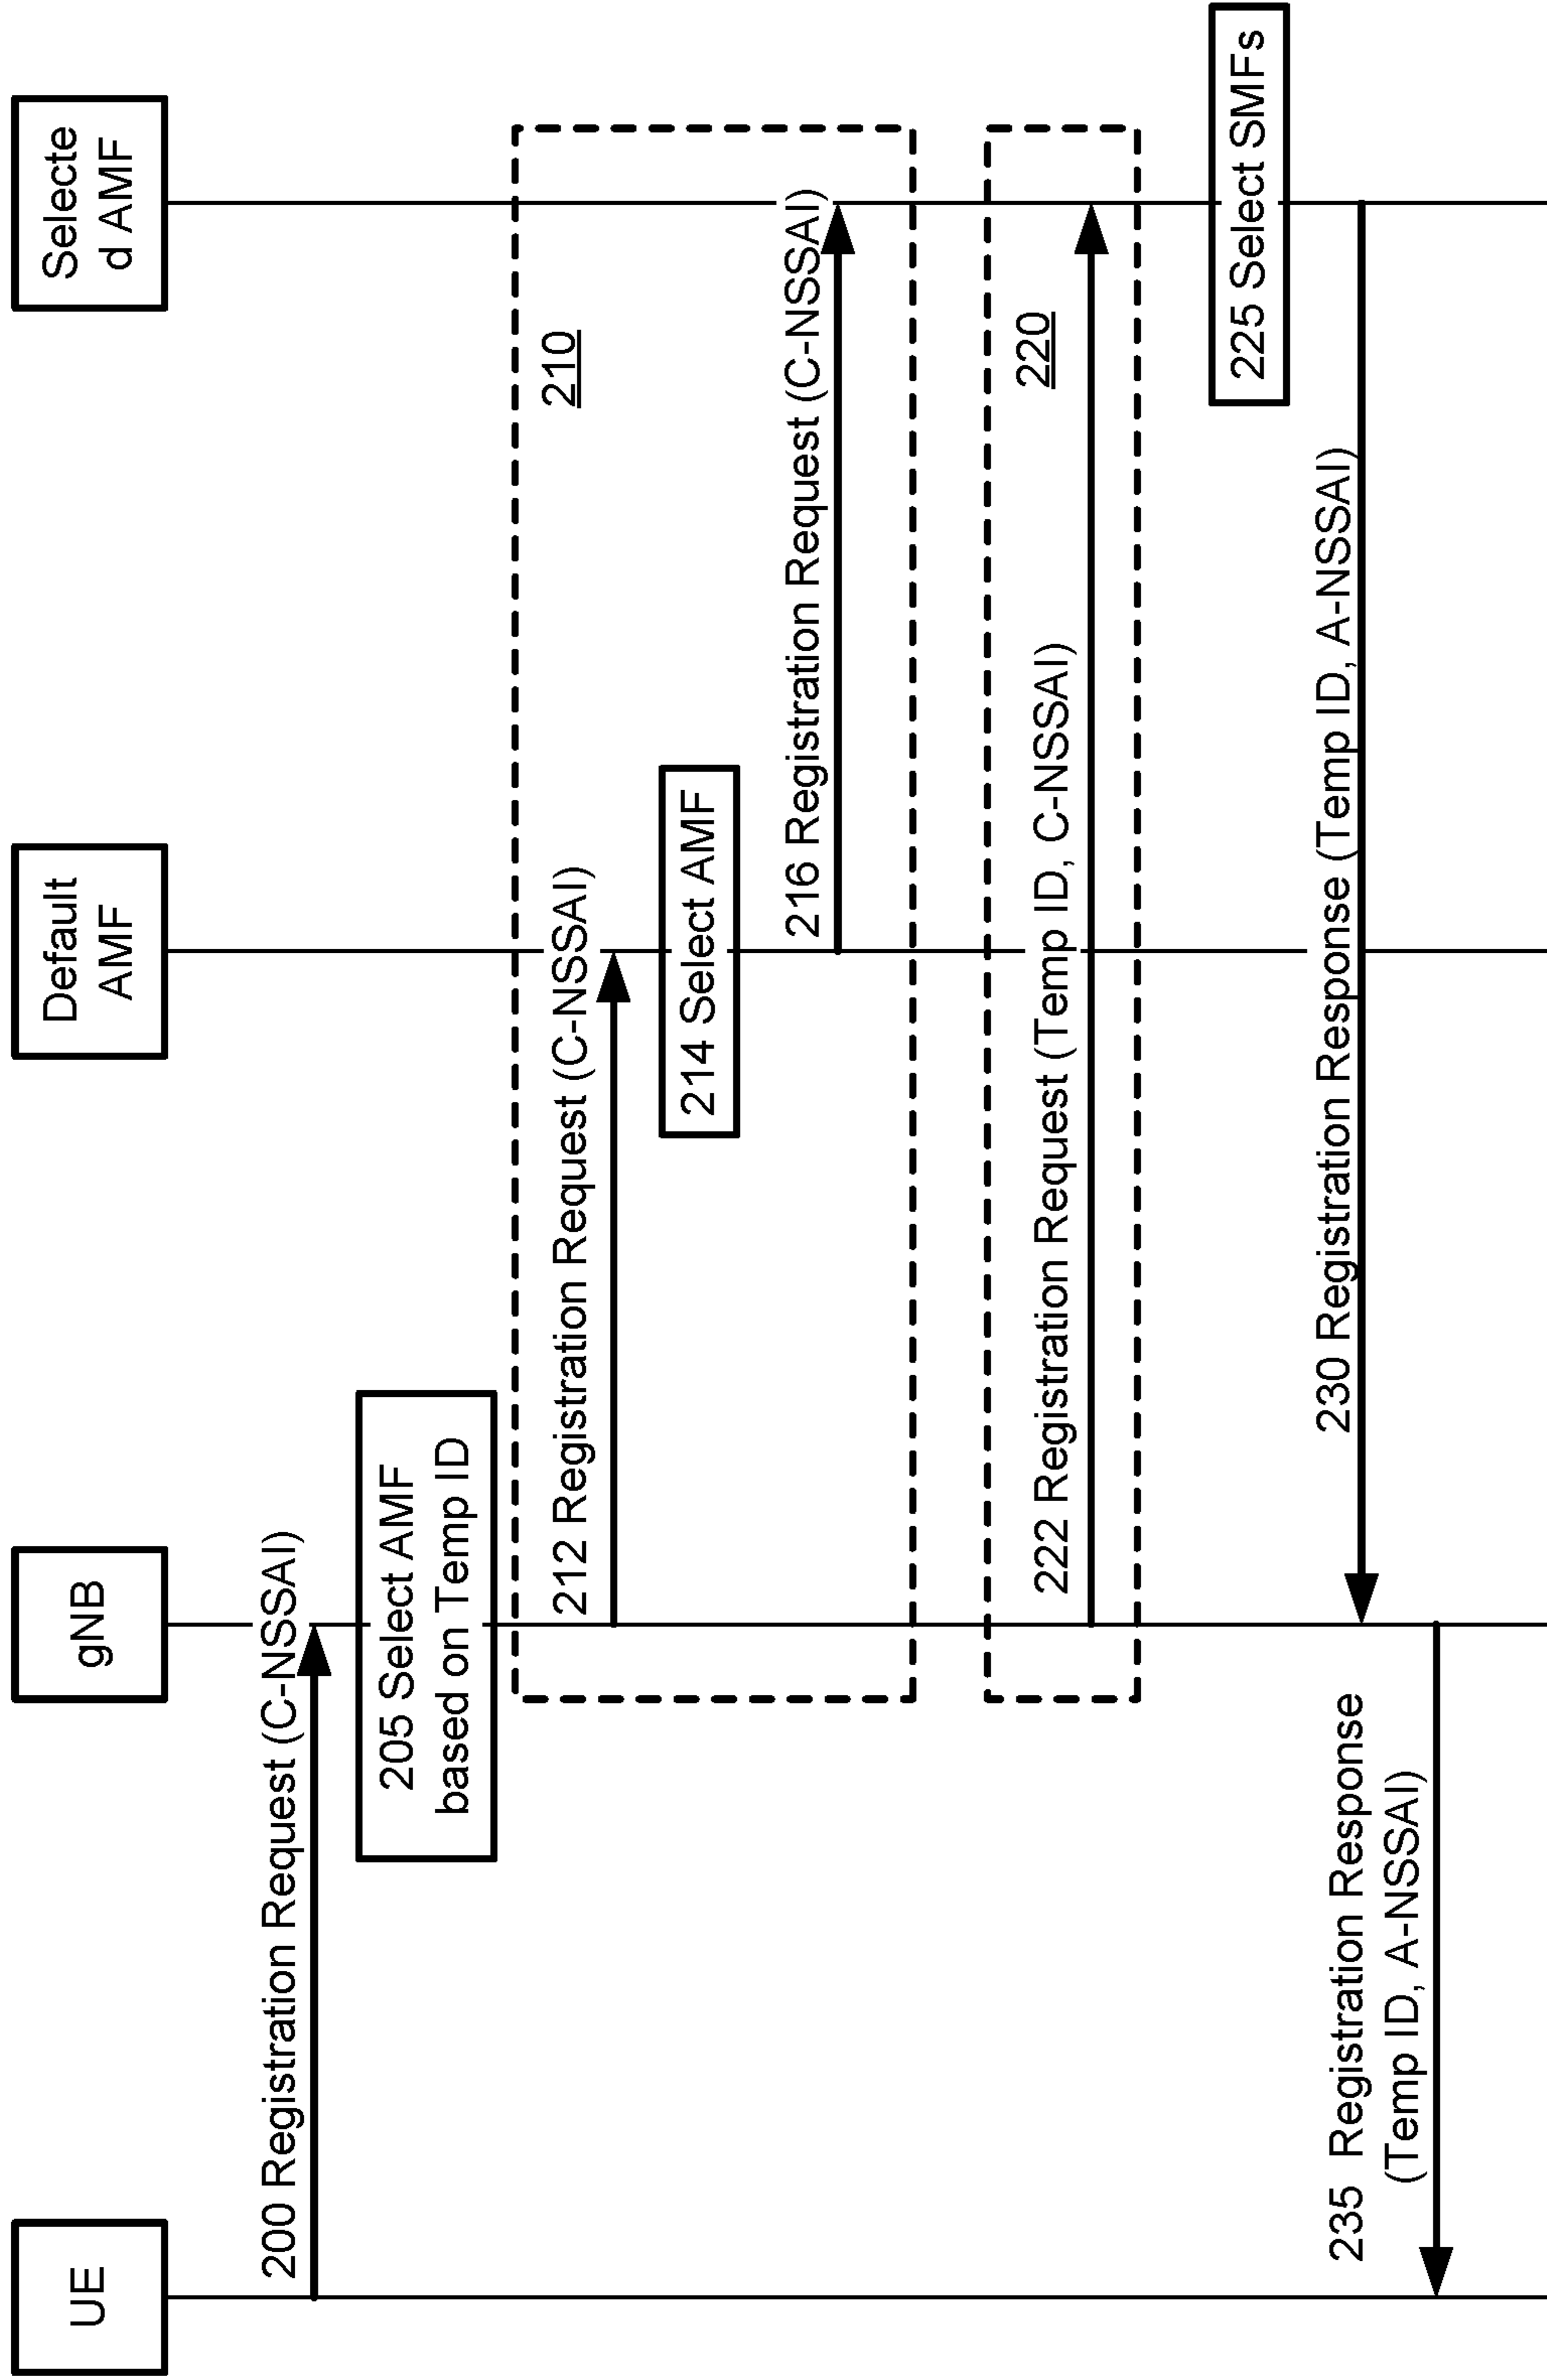 UE
gNB
Default
AMF
Selecte
d AMF
200 Registration Request (C-NSSAI)
205 Select AMF
based on Temp ID
210
212 Registration Request (C-NSSAI)
214 Select AMF
216 Registration Request (C-NSSAI)
220
222 Registration Request (Temp ID, C-NSSAI)
225 Select SMFs
230 Registration Response (Temp ID, A-NSSAI)
235 Registration Response
(Temp ID, A-NSSAI)